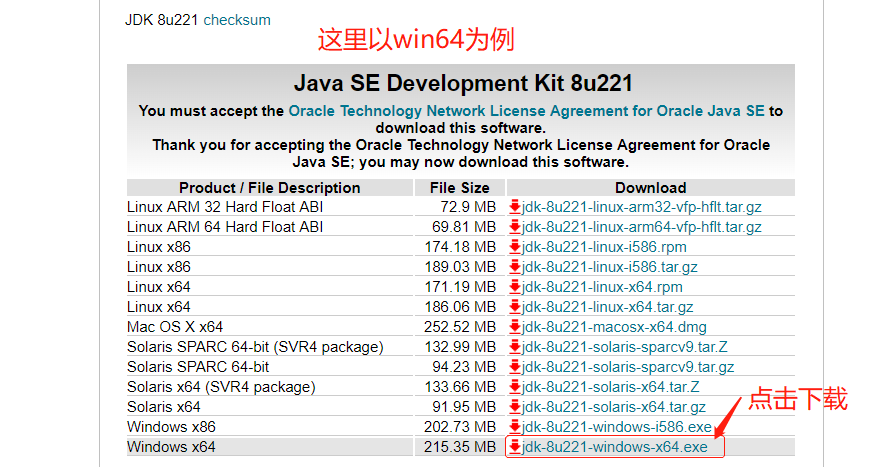 JDK 8u221 checksum
这里以win64为例
Java SE Development Kit 8u221
You must accept the Oracle Technology Network License Agreement for Oracle Java SE to
download this software.
Thank you for accepting the Oracle Technology Network License Agreement for Oracle
Java SE; you may now download this software.
Product / File Description File Size Download
Linux ARM 32 Hard Float ABI 72.9 MB jdk-8u221-linux-arm32-vfp-hflt.tar.gz
Linux ARM 64 Hard Float ABI 69.81 MB jdk-8u221-linux-arm64-vfp-hflt.tar.gz
Linux x86 174.18 MB jdk-8u221-linux-i586.rpm
Linux x86 189.03 MB jdk-8u221-linux-i586.tar.gz
Linux x64 171.19 MB jdk-8u221-linux-x64.rpm
Linux x64 186.06 MB jdk-8u221-linux-x64.tar.gz
Mac OS X x64 252.52 MB jdk-8u221-macosx-x64.dmg
Solaris SPARC 64-bit (SVR4 package) 132.99 MB jdk-8u221-solaris-sparcv9.tar.Z
Solaris SPARC 64-bit 94.23 MB jdk-8u221-solaris-sparcv9.tar.gz
Solaris x64 (SVR4 package) 133.66 MB jdk-8u221-solaris-x64.tar.Z
Solaris x64 91.95 MB jdk-8u221-solaris-x64.tar.gz
点击下载
Windows x86 202.73 MB jdk-8u221-windows-i586.exe
Windows x64 215.35 MB jdk-8u221-windows-x64.exe